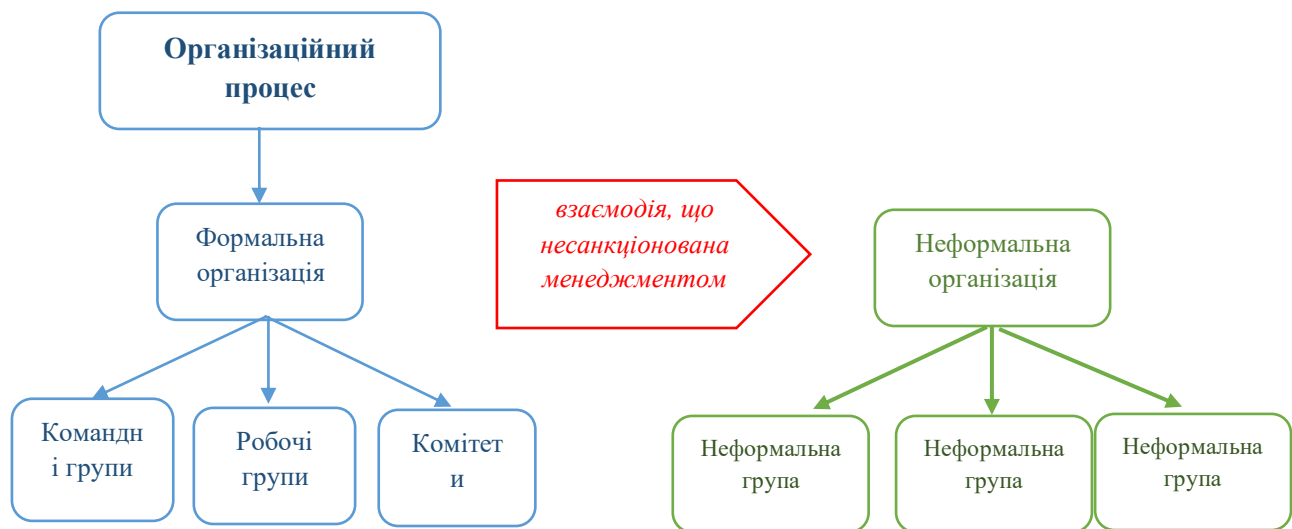 Організаційний
процес
Формальна
організація
взаємодія, що
несанкціонована
менеджментом
Неформальна
організація
Командн
і групи
Робочі
групи
Комітет
и
Неформальна
група
Неформальна
група
Неформальна
група